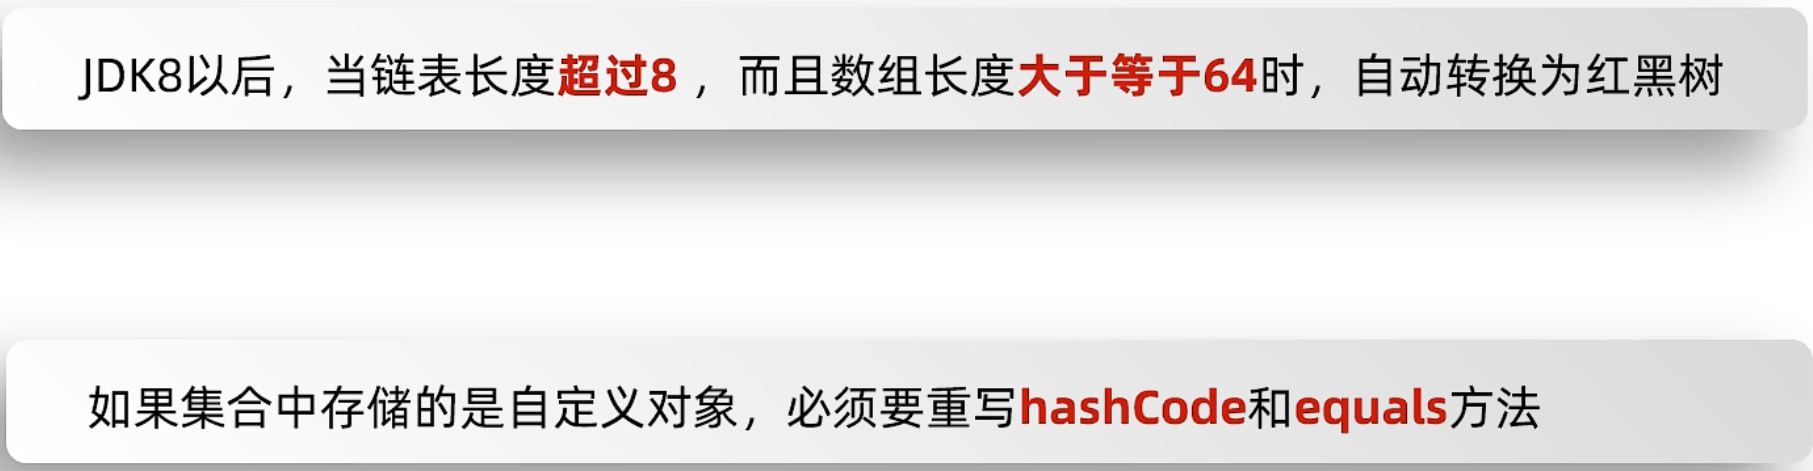 JDK8以后，当链表长度超过8，而且数组长度大于等于64时，自动转换为红黑树
如果集合中存储的是自定义对象，必须要重写hashCode和equals方法